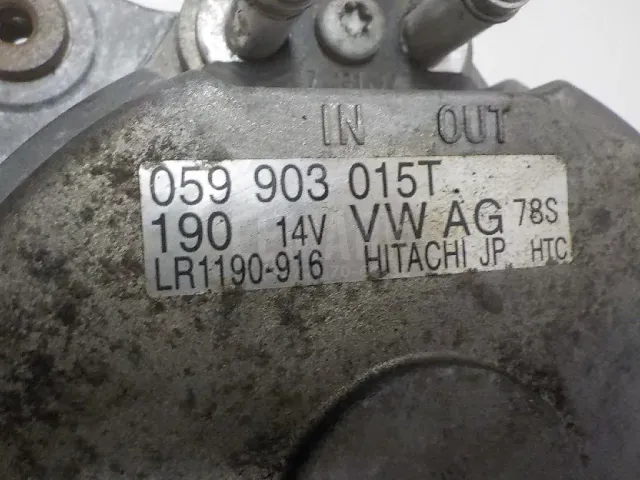 IN OUT
059 903 015T.
190 14V VW AG 78S
LR1190-916 HITACHI JP HTC